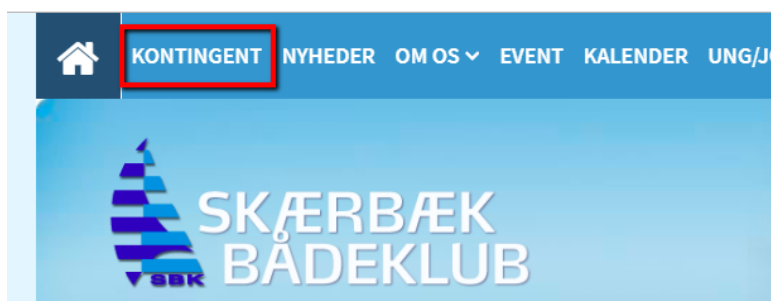 KONTINGENT NYHEDER OM OS EVENT KALENDER
SKÆRBÆK
BÅDEKLUB
SBK